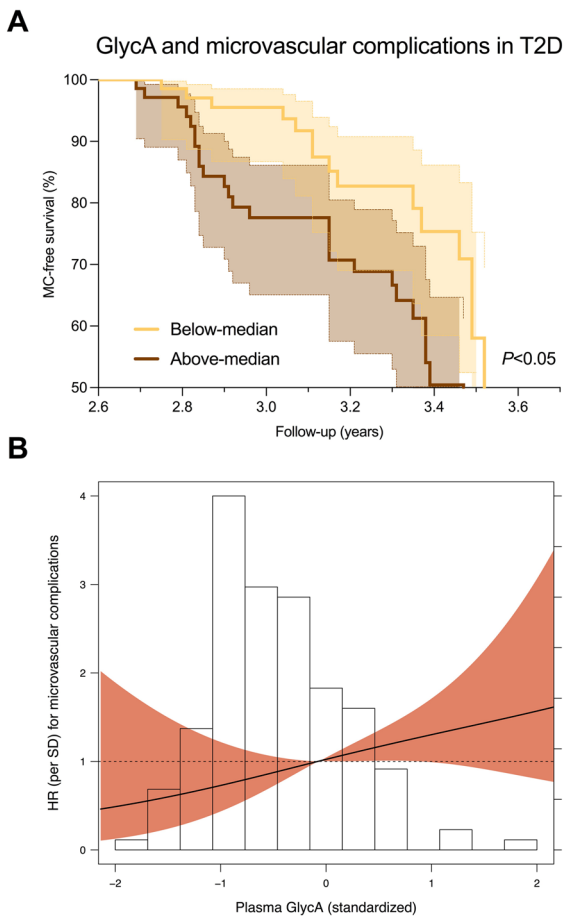 A
GlycA and microvascular complications in T2D
MC-free survival (%)
100
90
80
70
60
50
Below-median
Above-median
P<0.05
2.6
2.8
3.0
3.2
3.4
3.6
Follow-up (years)
B
HR (per SD) for microvascular complications
4
3
2
1
0
−2
−1
0
1
2
Plasma GlycA (standardized)